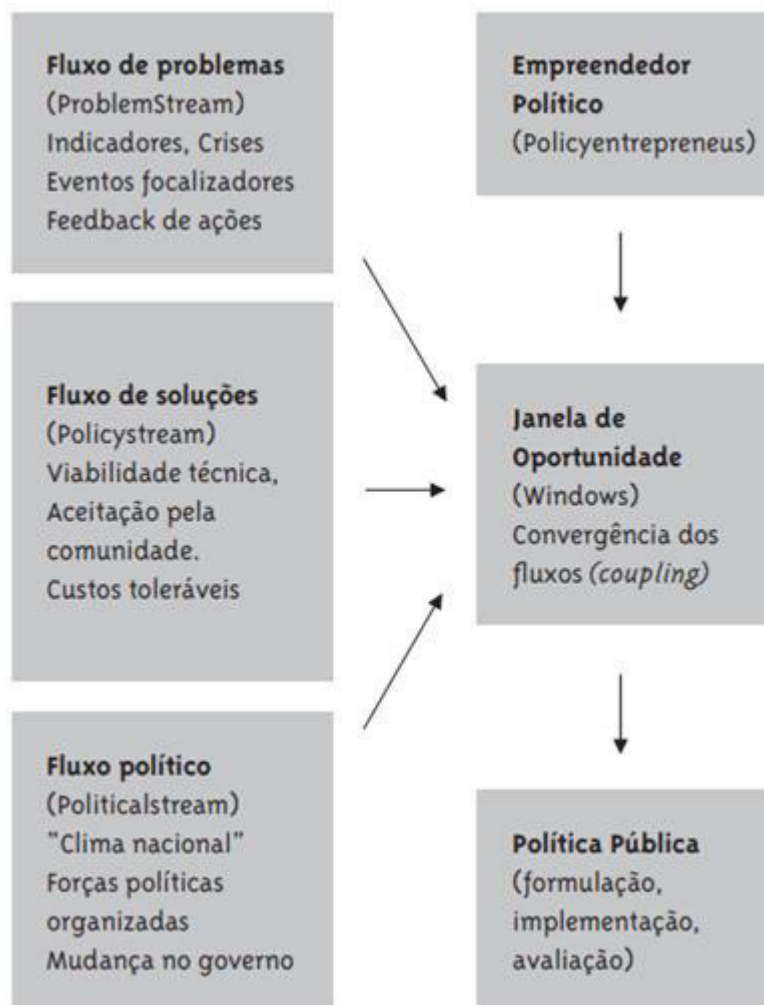 Fluxo de problemas
(ProblemStream)
Indicadores, Crises
Eventos focalizadores
Feedback de ações
Fluxo de soluções
(Policystream)
Viabilidade técnica,
Aceitação pela
comunidade.
Custos toleráveis
Fluxo político
(Politicalstream)
"Clima nacional"
Forças políticas
organizadas
Mudança no governo
Empreendedor
Político
(Policyentrepreneus)
Janela de
Oportunidade
(Windows)
Convergência dos
fluxos (coupling)
Política Pública
(formulação,
implementação,
avaliação)